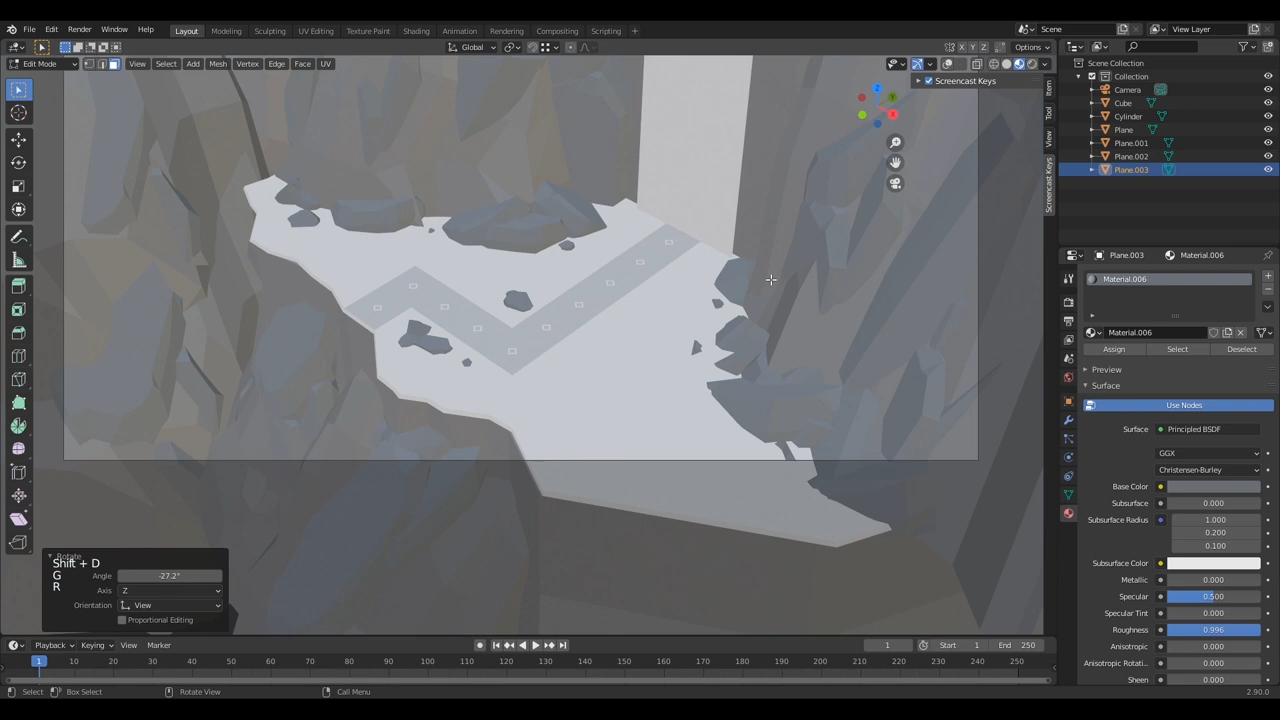 File Edit Render Window Help Layout Modeling Sculpting UV Editing Texture Paint Shading Animation Rendering Compositing Scripting Scene View Layer
Global X Y Z Options
Edit Mode View Select Add Mesh Vertex Edge Face UV
Screencast Keys
Item
Tool
View
Screencast Keys
Z
Y
X
Scene Collection
Collection
Camera
Cube
Cylinder
Plane
Plane.001
Plane.002
Plane.003
Plane.003 Material.006
Material.006
Material.006
Assign Select Deselect
Preview
Surface
Use Nodes
Surface Principled BSDF
GGX
Christensen-Burley
Base Color
Subsurface 0.000
Subsurface Radius 1.000
0.200
0.100
Subsurface Color
Metallic 0.000
Specular 0.500
Specular Tint 0.000
Roughness 0.996
Anisotropic 0.000
Anisotropic Rotati... 0.000
Sheen 0.000
Rotate
Shift + D
G
R
Angle -27.2°
Axis Z
Orientation View
Proportional Editing
Playback Keying View Marker 1 Start 1 End 250
1 10 20 30 40 50 60 70 80 90 100 110 120 130 140 150 160 170 180 190 200 210 220 230 240 250
Select Box Select Rotate View Call Menu 2.90.0